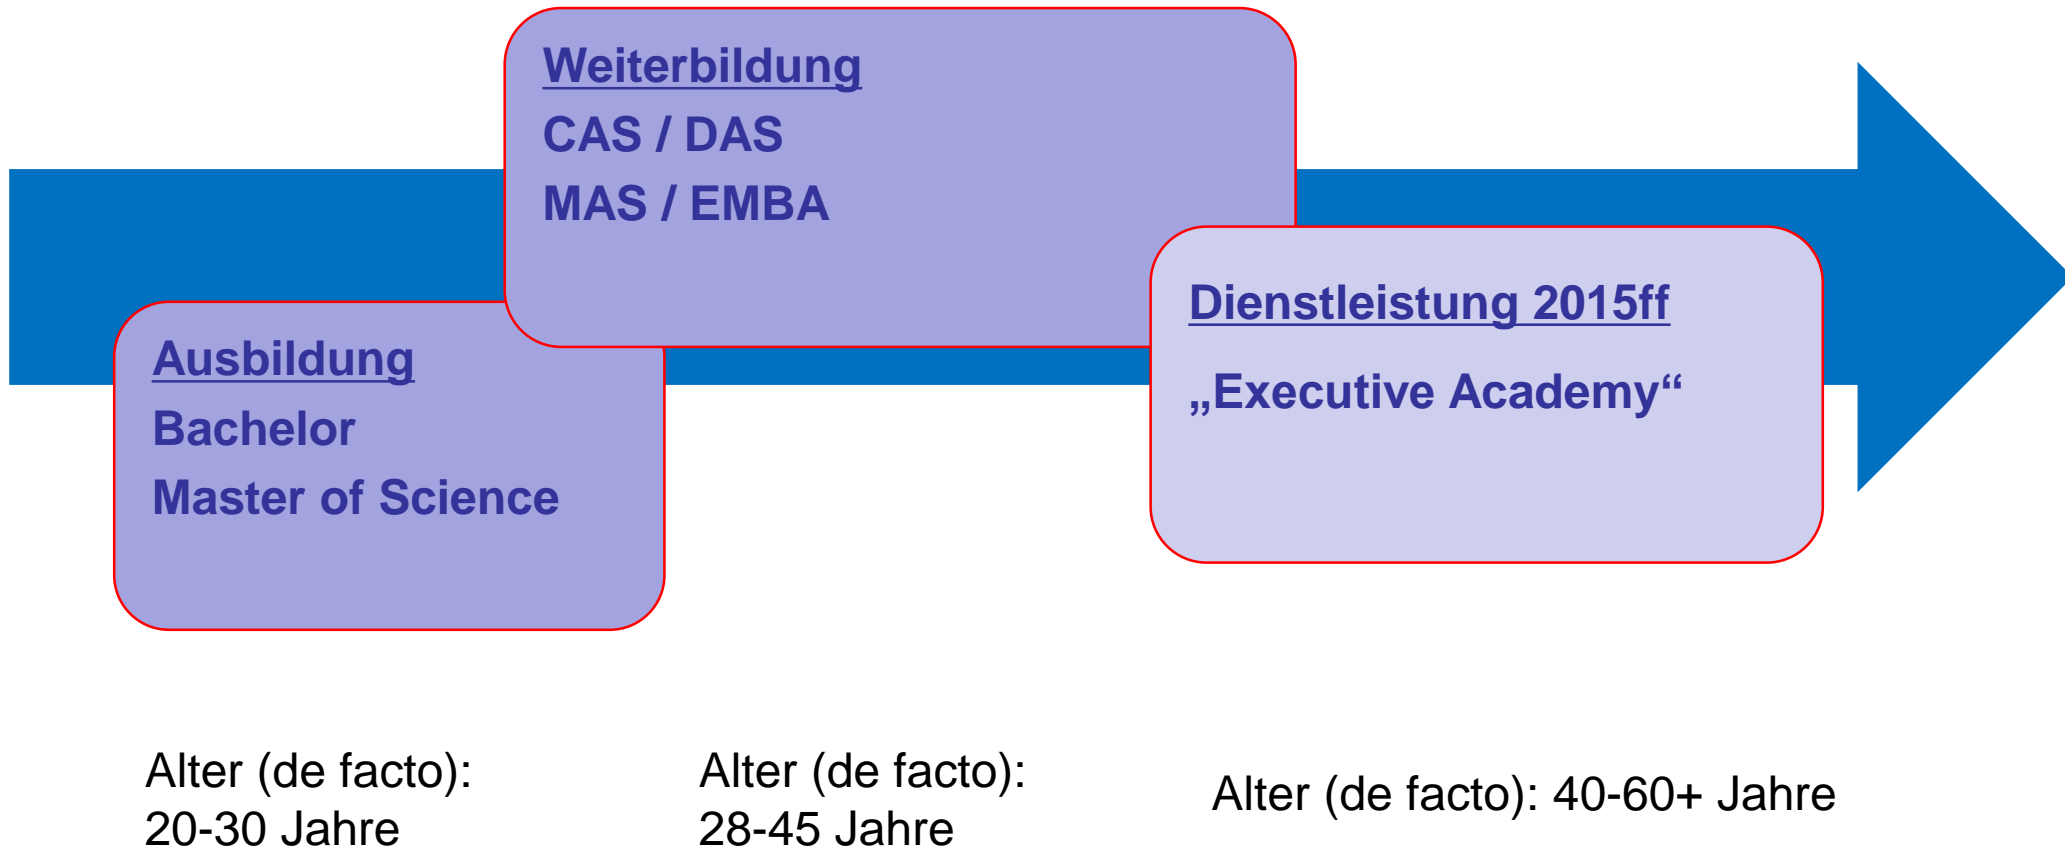 Weiterbildung
CAS / DAS
MAS / EMBA
Ausbildung
Bachelor
Master of Science
Dienstleistung 2015ff
„Executive Academy“
Alter (de facto):
20-30 Jahre
Alter (de facto):
28-45 Jahre
Alter (de facto): 40-60+ Jahre